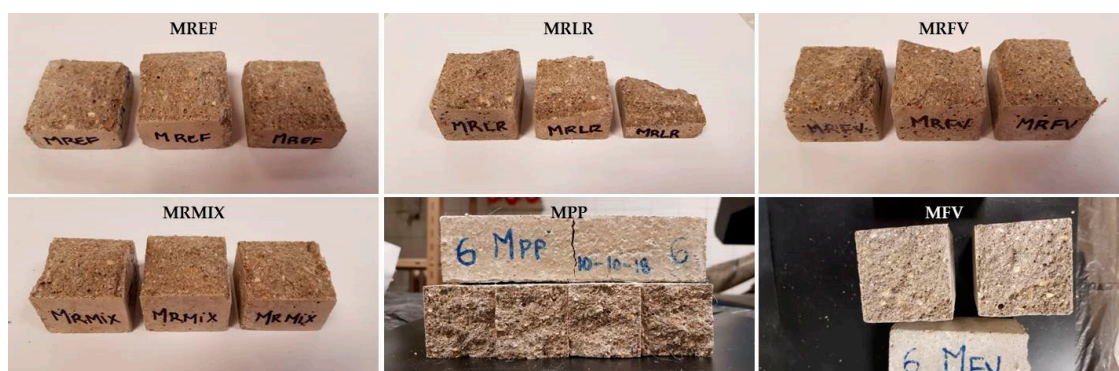 MREF
MREF MREF MREF
MRLR
MRLR MRLR MRLR
MRFV
MRFV MRFV MRFV
MRMIX
MRMIX MRMiX MRMiX
MPP
6 MPP 10-10-18 6
MFV
6 MFV